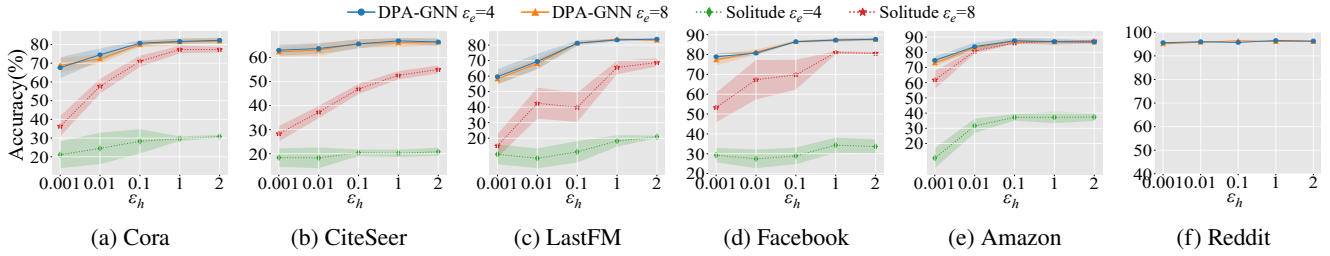 DPA-GNN εₑ=4 DPA-GNN εₑ=8 Solitude εₑ=4 Solitude εₑ=8
Accuracy(%)
80
70
60
50
40
30
20
0.001 0.01 0.1 1 2
εₕ
(a) Cora
60
50
40
30
20
0.001 0.01 0.1 1 2
εₕ
(b) CiteSeer
80
70
60
50
40
30
20
0.001 0.01 0.1 1 2
εₕ
(c) LastFM
90
80
70
60
50
40
30
20
0.001 0.01 0.1 1 2
εₕ
(d) Facebook
90
80
70
60
50
40
30
20
0.001 0.01 0.1 1 2
εₕ
(e) Amazon
100
90
80
70
60
50
40
0.001 0.01 0.1 1 2
εₕ
(f) Reddit